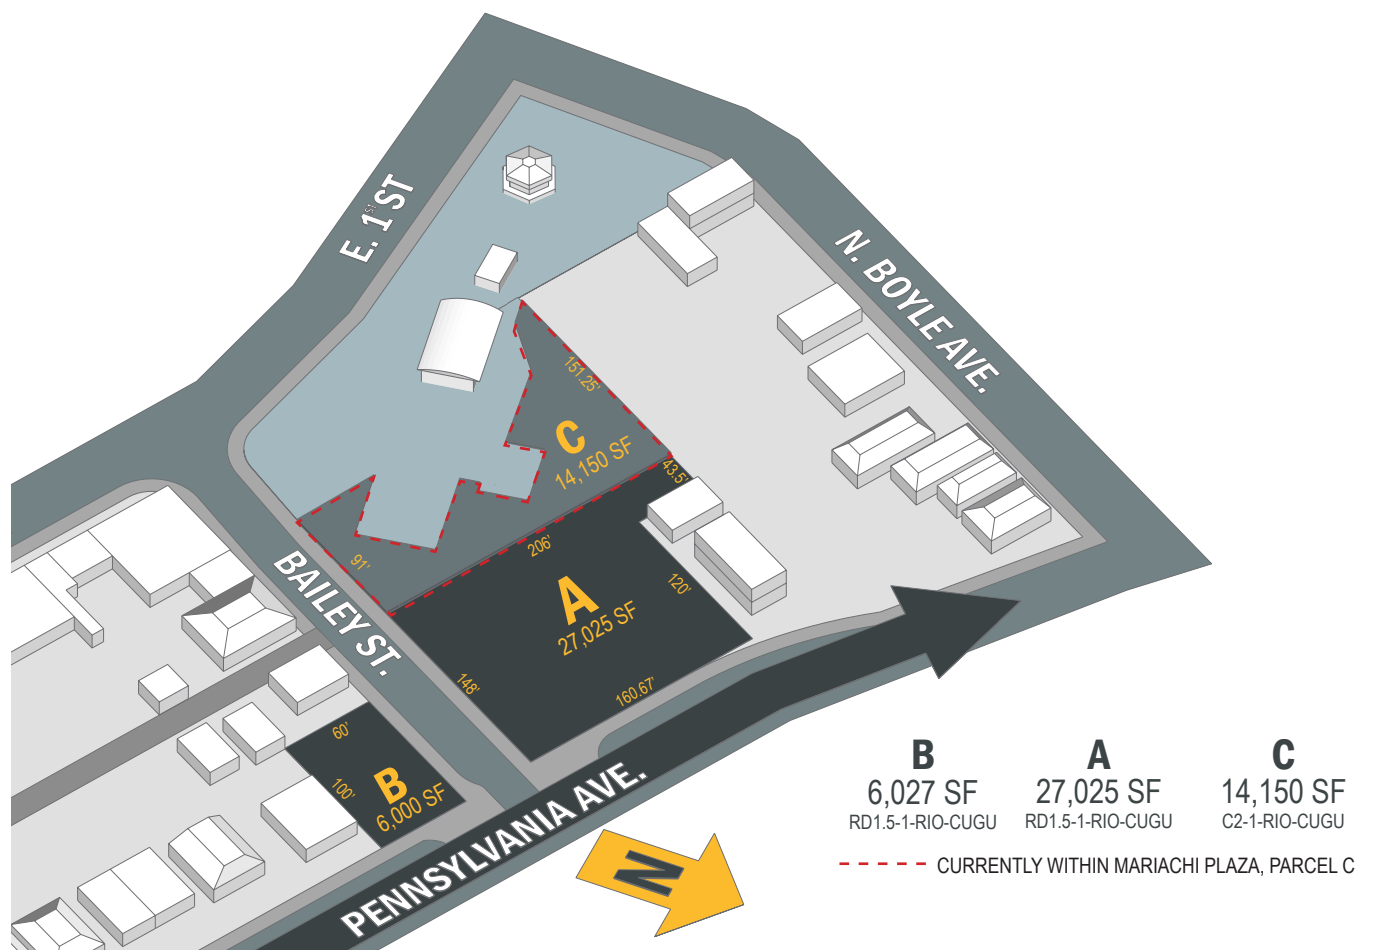 E. 1ST ST
N. BOYLE AVE.
151.25'
C
14,150 SF
43.5'
206'
91'
A
27,025 SF
120'
BAILEY ST.
148'
160.67'
60'
B
100'
6,000 SF
PENNSYLVANIA AVE.
N
B
6,027 SF
RD1.5-1-RIO-CUGU
A
27,025 SF
RD1.5-1-RIO-CUGU
C
14,150 SF
C2-1-RIO-CUGU
CURRENTLY WITHIN MARIACHI PLAZA, PARCEL C